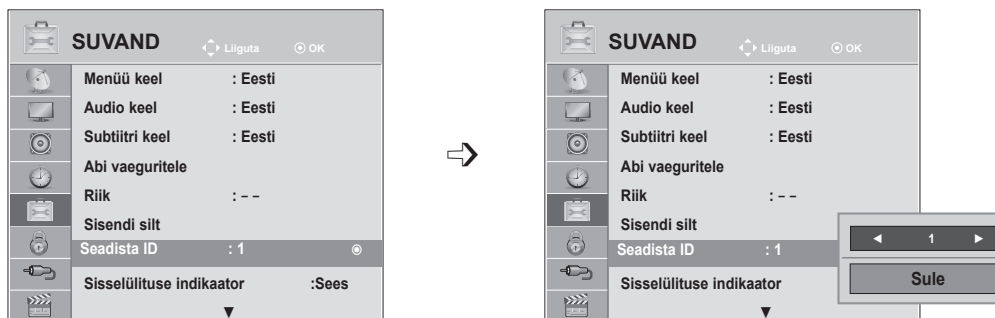 SUVAND Liiguta OK
Menüü keel : Eesti
Audio keel : Eesti
Subtiitri keel : Eesti
Abi vaeguritele
Riik : – –
Sisendi silt
Seadista ID : 1
Sisselülituse indikaator :Sees
SUVAND Liiguta OK
Menüü keel : Eesti
Audio keel : Eesti
Subtiitri keel : Eesti
Abi vaeguritele
Riik : – –
Sisendi silt
Seadista ID : 1
Sisselülituse indikaator
◄ 1 ►
Sule